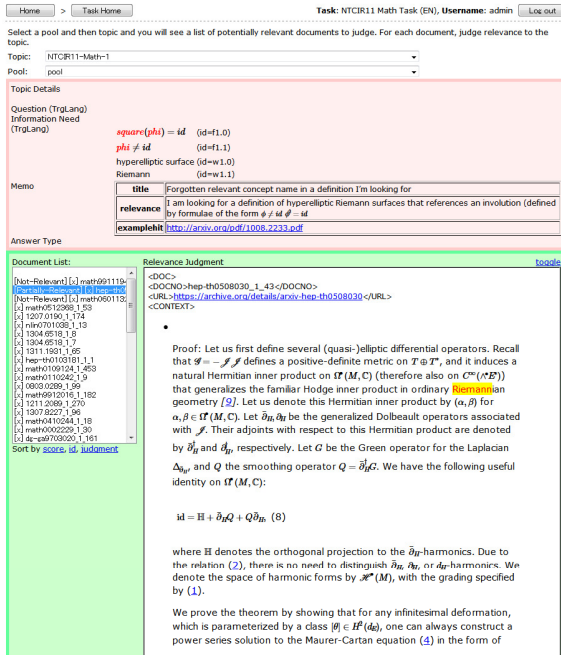 Home > Task Home Task: NTCIR11 Math Task (EN), Username: admin Log out
Select a pool and then topic and you will see a list of potentially relevant documents to judge. For each document, judge relevance to the
topic.
Topic: NTCIR11-Math-1
Pool: pool
Topic Details
Question (TrgLang)
Information Need
(TrgLang)
square(phi) = id (id=f1.0)
phi ≠ id (id=f1.1)
hyperelliptic surface (id=w1.0)
Riemann (id=w1.1)
Memo
title Forgotten relevant concept name in a definition I'm looking for
relevance I am looking for a definition of hyperelliptic Riemann surfaces that references an involution (defined
by formulae of the form ϕ ≠ id ϕ² = id
examplehit http://arxiv.org/pdf/1008.2233.pdf
Answer Type
Document List:
[Not-Relevant] [x] math9911194
[Partially-Relevant] [x] hep-th05
[Not-Relevant] [x] math060113
[x] math0512368_1_53
[x] 1207.0190_1_174
[x] nlin0701038_1_13
[x] 1304.6518_1_8
[x] 1304.6518_1_7
[x] 1311.1931_1_65
[x] hep-th0103181_1_1
[x] math0109124_1_453
[x] math0110242_1_9
[x] 0803.0289_1_99
[x] math9912016_1_182
[x] 1211.2089_1_270
[x] 1307.8227_1_96
[x] math0410244_1_18
[x] math0002229_1_30
[x] dg-ga9703020_1_161
Sort by score, id, judgment
Relevance Judgment toggle
<DOC>
<DOCNO>hep-th0508030_1_43</DOCNO>
<URL>https://archive.org/details/arxiv-hep-th0508030</URL>
<CONTEXT>
•
Proof: Let us first define several (quasi-)elliptic differential operators. Recall
that 𝒢 = − 𝒥 𝒥 defines a positive-definite metric on T ⊕ T*, and it induces a
natural Hermitian inner product on Ω•(M, ℂ) (therefore also on C∞(∧•E*))
that generalizes the familiar Hodge inner product in ordinary Riemannian
geometry [9]. Let us denote this Hermitian inner product by (α, β) for
α, β ∈ Ω•(M, ℂ). Let ∂̄H, ∂H be the generalized Dolbeault operators associated
with 𝒥. Their adjoints with respect to this Hermitian product are denoted
by ∂̄†H and ∂†H, respectively. Let G be the Green operator for the Laplacian
Δ∂̄H, and Q the smoothing operator Q = ∂̄†HG. We have the following useful
identity on Ω•(M, ℂ):
id = ℍ + ∂̄HQ + Q∂̄H, (8)
where ℍ denotes the orthogonal projection to the ∂̄H-harmonics. Due to
the relation (2), there is no need to distinguish ∂̄H, ∂H, or dH-harmonics. We
denote the space of harmonic forms by ℋ•(M), with the grading specified
by (1).
We prove the theorem by showing that for any infinitesimal deformation,
which is parameterized by a class [θ] ∈ H²(dE), one can always construct a
power series solution to the Maurer-Cartan equation (4) in the form of